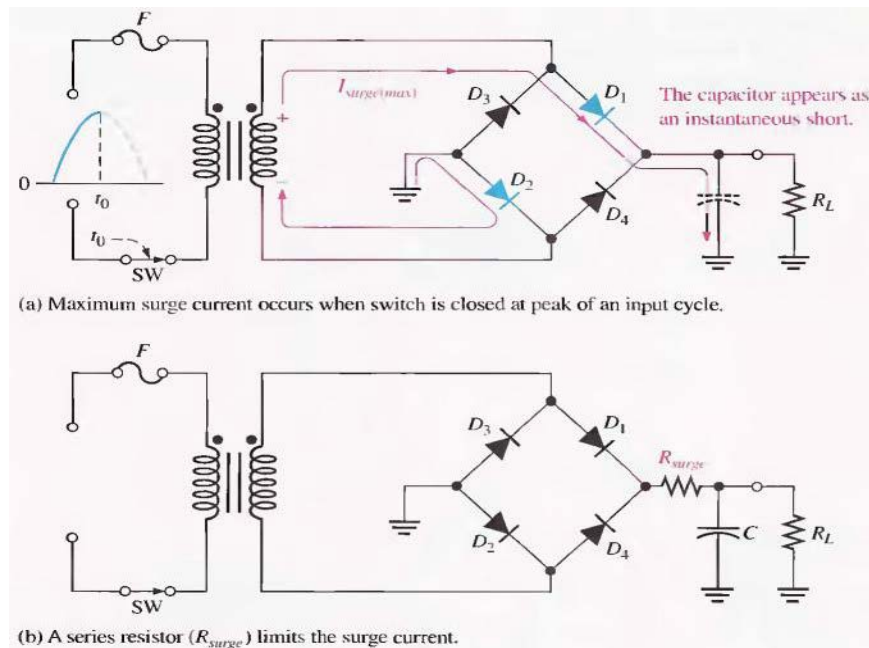 F
I surge(max)
+
D3
D1
The capacitor appears as
an instantaneous short.
0
t0
−
D2
D4
RL
t0
SW
(a) Maximum surge current occurs when switch is closed at peak of an input cycle.
F
D3
D1
Rsurge
D2
D4
C
RL
SW
(b) A series resistor (Rsurge) limits the surge current.